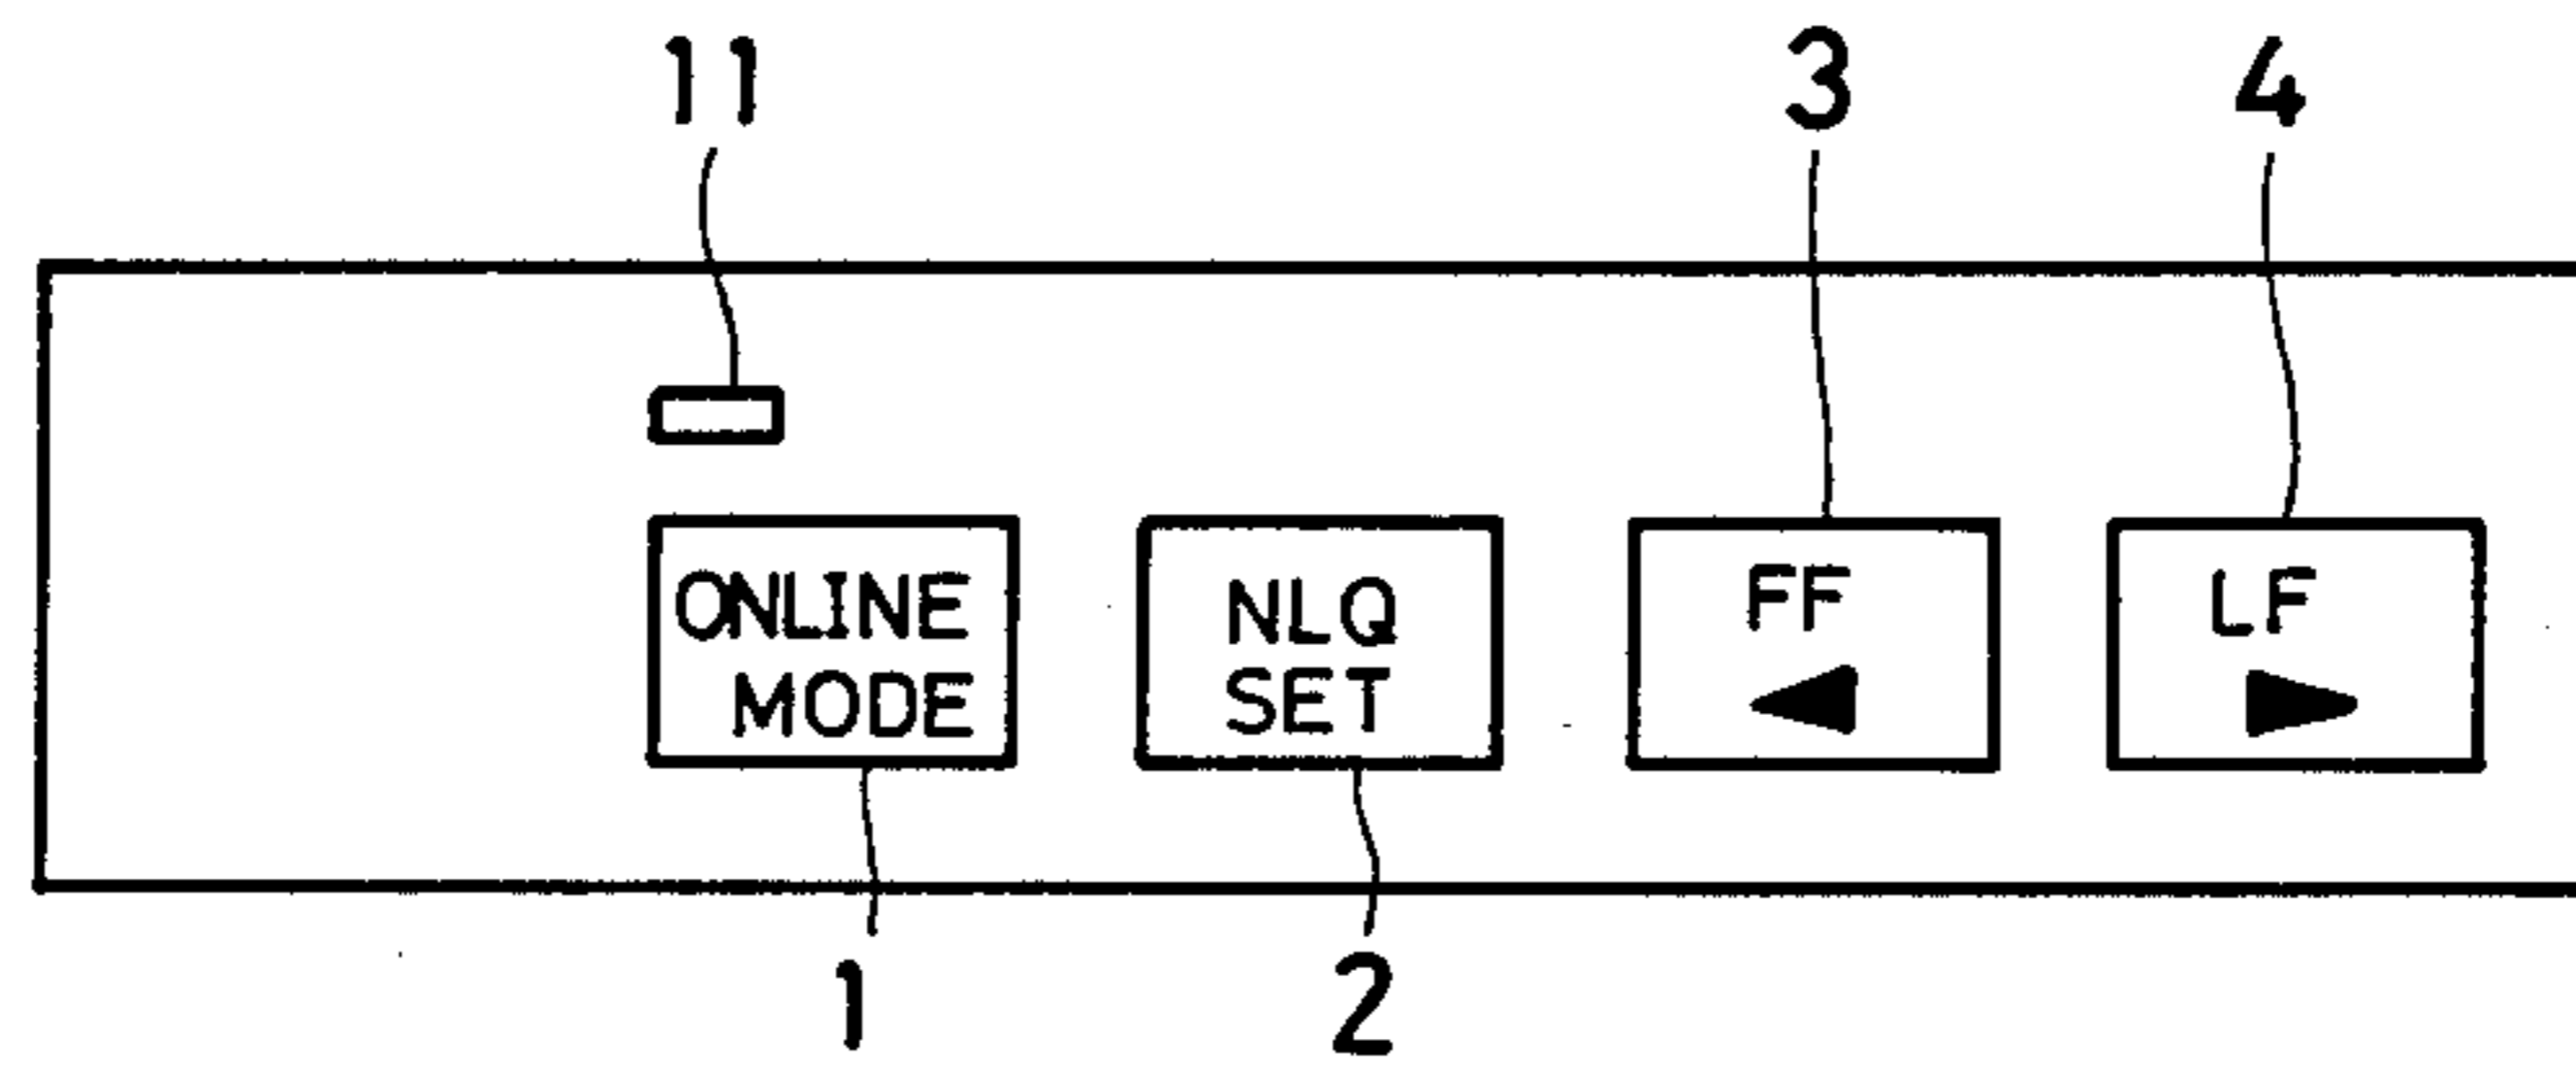 11 3 4
ONLINE
MODE
NLQ
SET
FF
◀
LF
▶
1 2